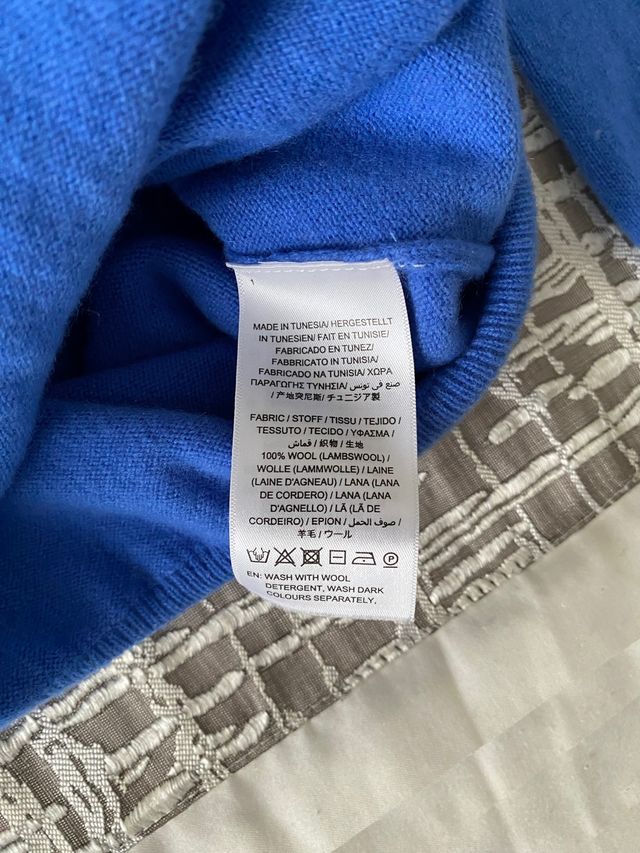 MADE IN TUNESIA/ HERGESTELLT
IN TUNESIEN/ FAIT EN TUNISIE/
FABRICADO EN TUNEZ/
FABBRICATO IN TUNISIA/
FABRICADO NA TUNISIA/ ΧΩΡΑ
ΠΑΡΑΓΩΓΗΣ ΤΥΝΗΣΙΑ/ صنع في تونس
/产地突尼斯/ チュニジア製
FABRIC / STOFF / TISSU / TEJIDO /
TESSUTO / TECIDO / ΥΦΑΣΜΑ /
قماش / 织物 / 生地
100% WOOL (LAMBSWOOL) /
WOLLE (LAMMWOLLE) / LAINE
(LAINE D'AGNEAU) / LANA (LANA
DE CORDERO) / LANA (LANA
D'AGNELLO) / LÃ (LÃ DE
CORDEIRO) / ΕΡΙΟΝ / صوف الحمل /
羊毛 / ウール
P
EN: WASH WITH WOOL
DETERGENT, WASH DARK
COLOURS SEPARATELY,